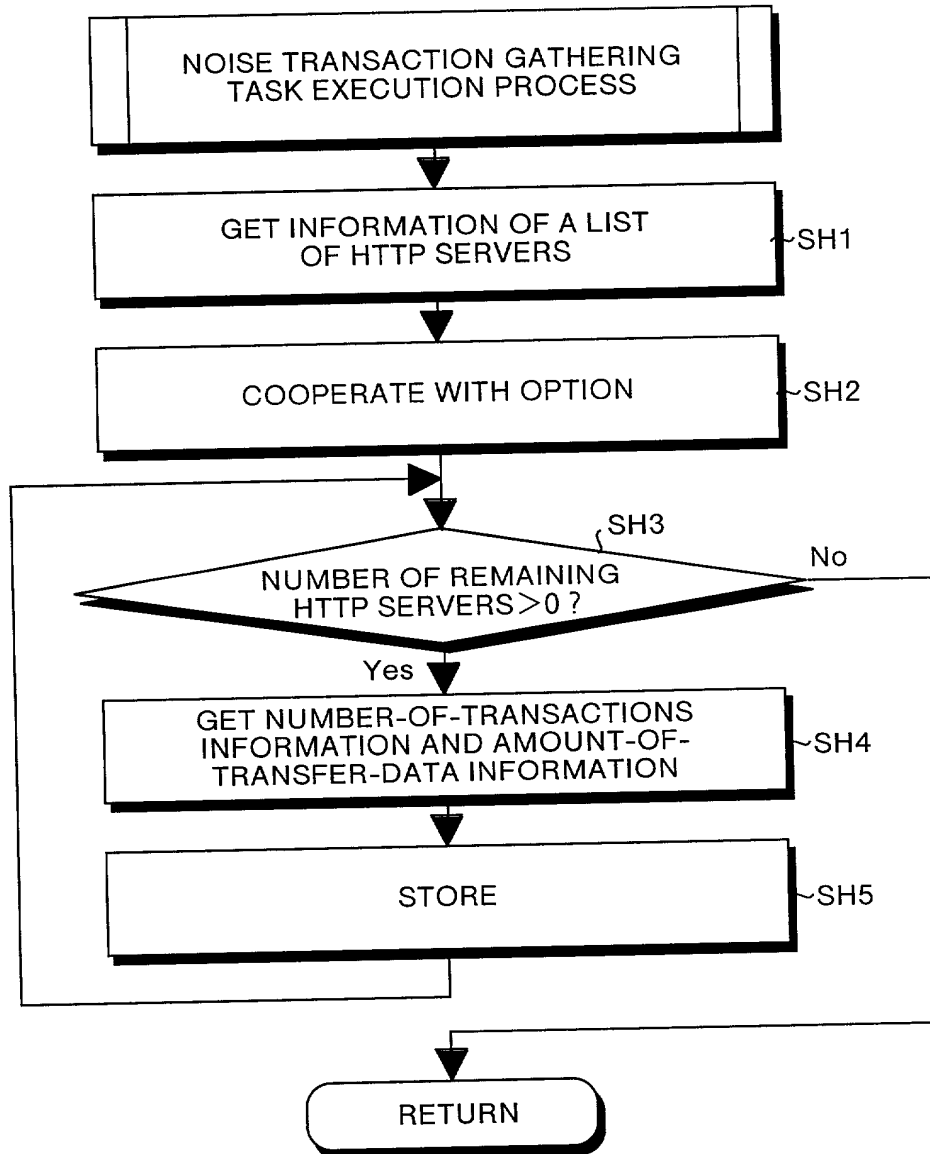 NOISE TRANSACTION GATHERING
TASK EXECUTION PROCESS
GET INFORMATION OF A LIST
OF HTTP SERVERS
SH1
COOPERATE WITH OPTION
SH2
SH3
No
NUMBER OF REMAINING
HTTP SERVERS>0 ?
Yes
GET NUMBER-OF-TRANSACTIONS
INFORMATION AND AMOUNT-OF-
TRANSFER-DATA INFORMATION
SH4
STORE
SH5
RETURN